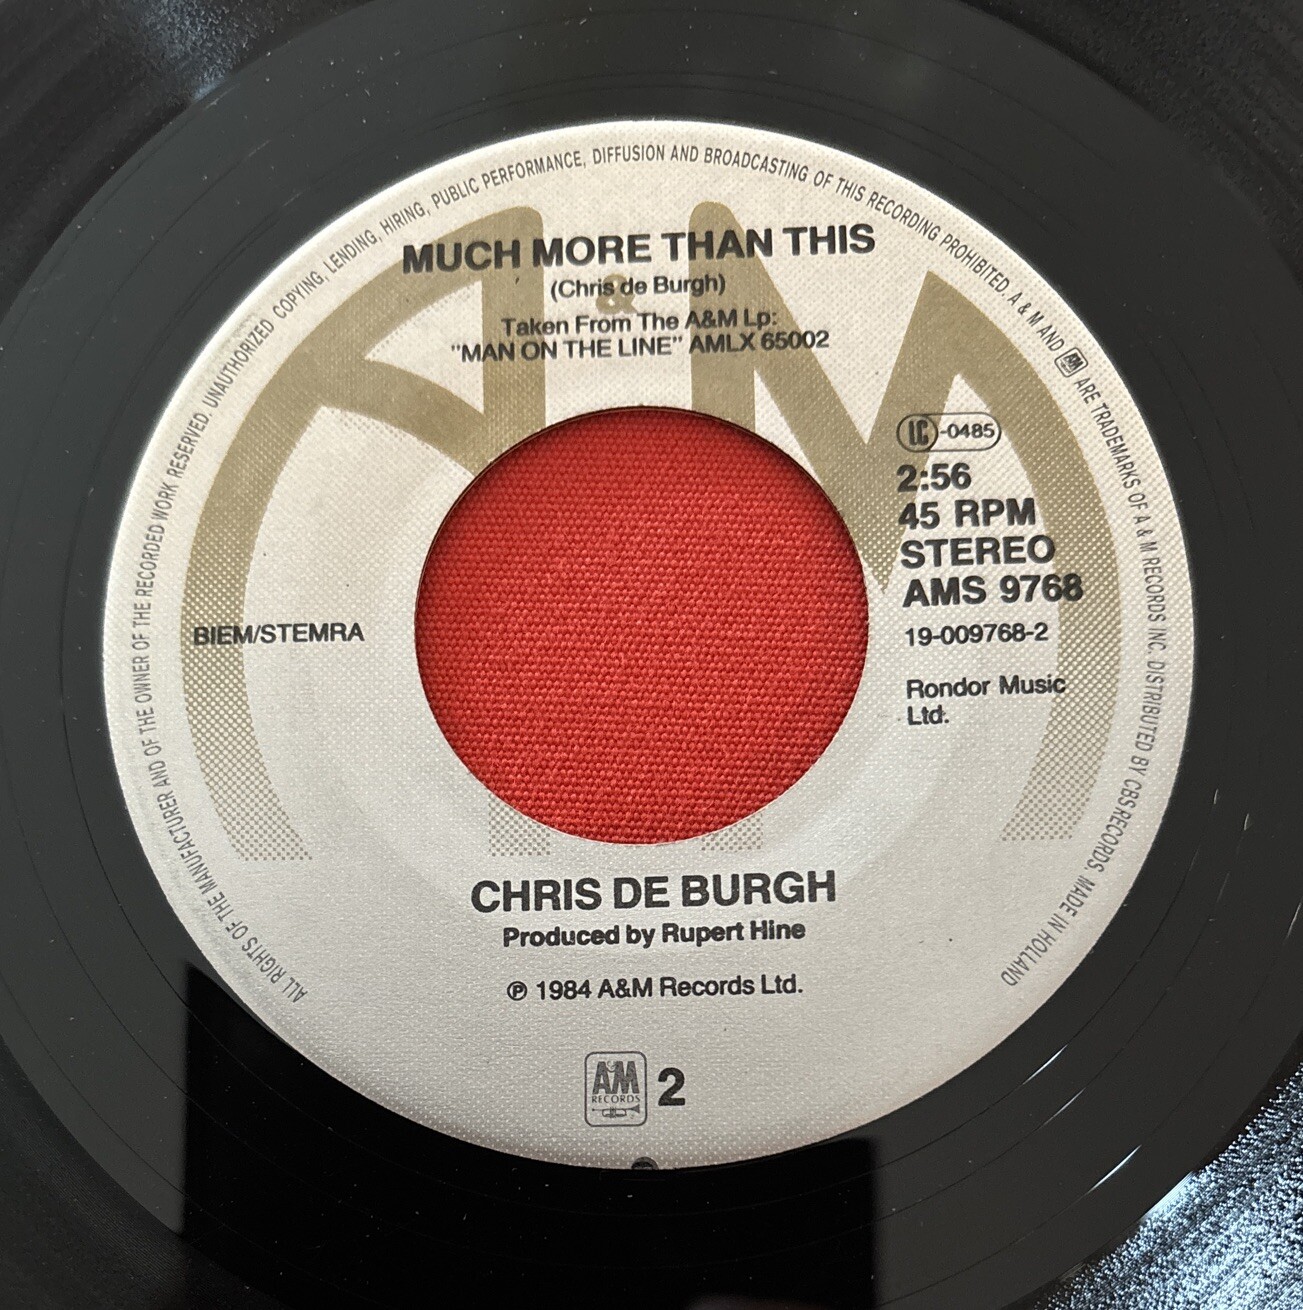 ALL RIGHTS OF THE MANUFACTURER AND OF THE OWNER OF THE RECORDED WORK RESERVED. UNAUTHORIZED COPYING, LENDING, HIRING, PUBLIC PERFORMANCE, DIFFUSION AND BROADCASTING OF THIS RECORDING PROHIBITED. A & M AND AM ARE TRADEMARKS OF A & M RECORDS INC. DISTRIBUTED BY CBS RECORDS. MADE IN HOLLAND
A&M
MUCH MORE THAN THIS
(Chris de Burgh)
Taken From The A&M Lp:
"MAN ON THE LINE" AMLX 65002
LC-0485
2:56
45 RPM
STEREO
AMS 9768
19-009768-2
BIEM/STEMRA
Rondor Music
Ltd.
CHRIS DE BURGH
Produced by Rupert Hine
℗ 1984 A&M Records Ltd.
A&M
RECORDS
2